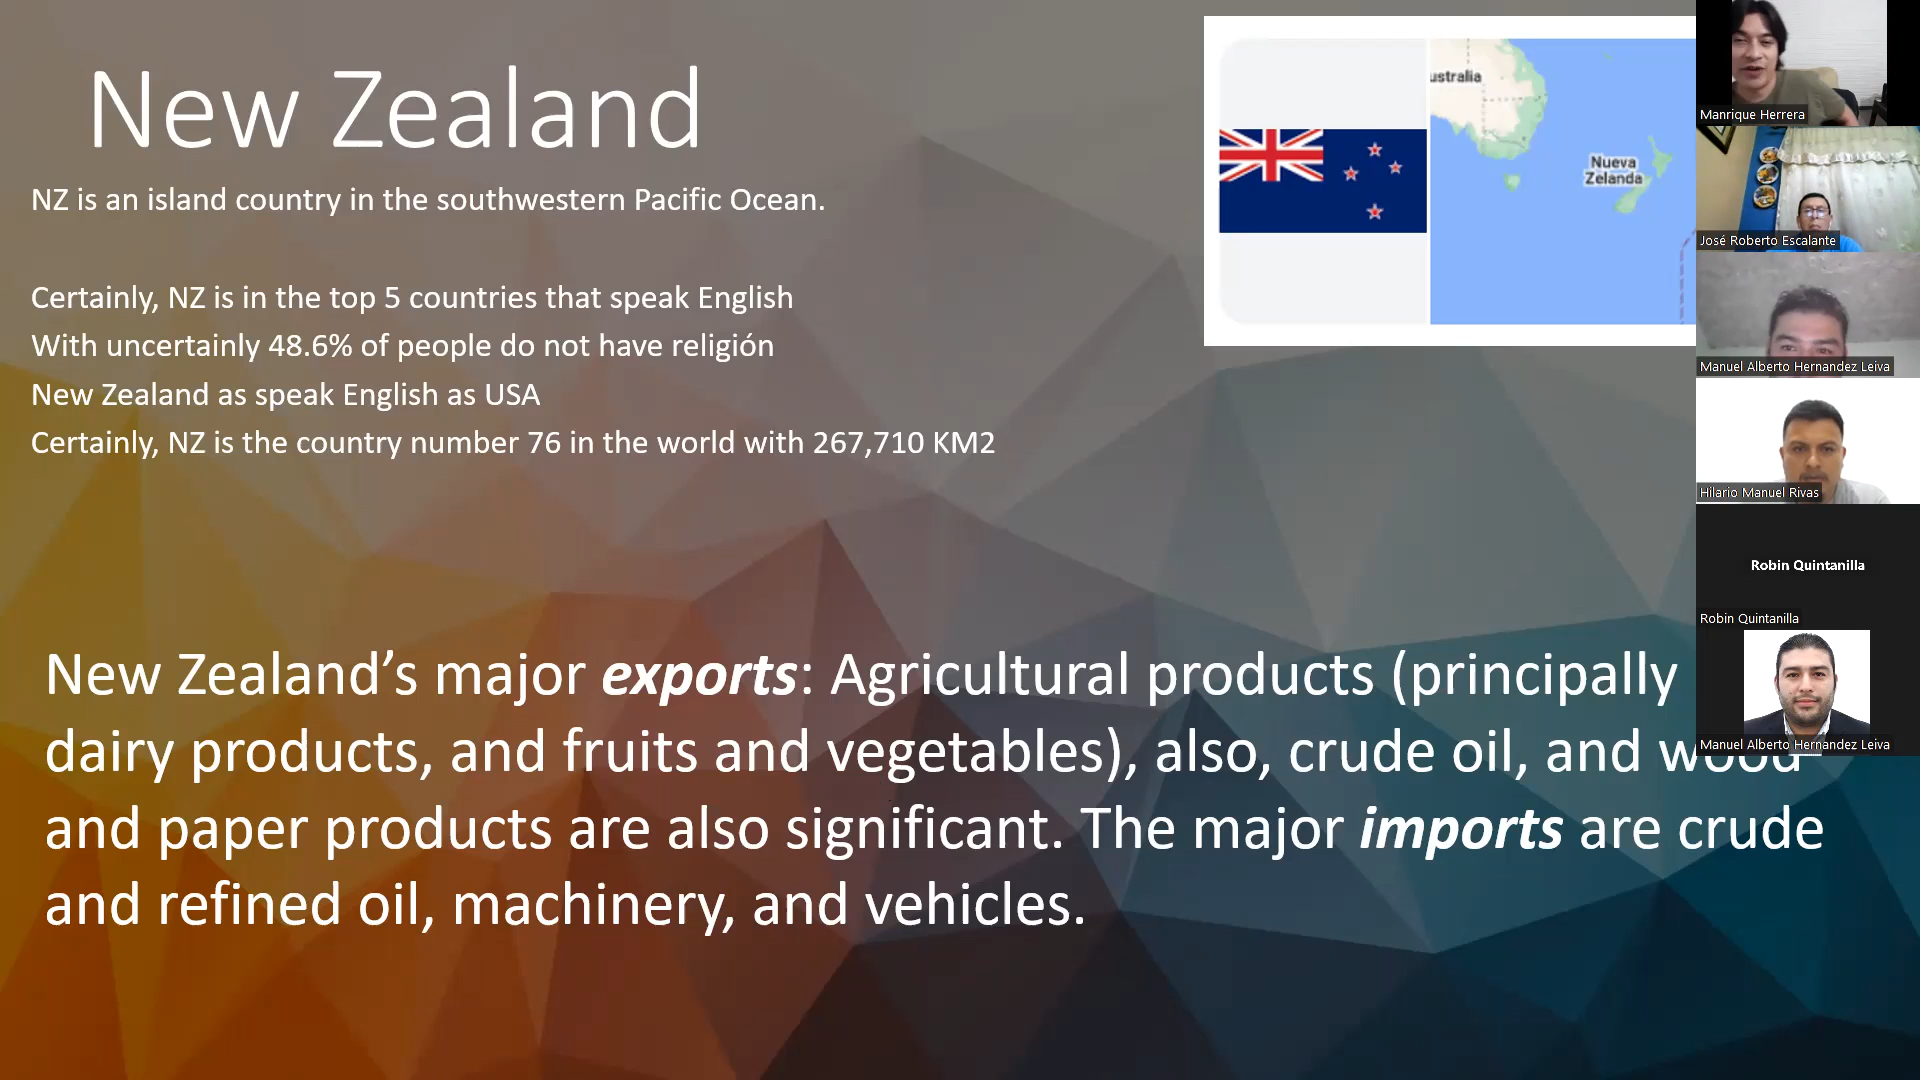 New Zealand
NZ is an island country in the southwestern Pacific Ocean.
Certainly, NZ is in the top 5 countries that speak English
With uncertainly 48.6% of people do not have religión
New Zealand as speak English as USA
Certainly, NZ is the country number 76 in the world with 267,710 KM2
New Zealand’s major exports: Agricultural products (principally
dairy products, and fruits and vegetables), also, crude oil, and wood
and paper products are also significant. The major imports are crude
and refined oil, machinery, and vehicles.
ustralia
Nueva
Zelanda
Manrique Herrera
José Roberto Escalante
Manuel Alberto Hernandez Leiva
Hilario Manuel Rivas
Robin Quintanilla
Robin Quintanilla
Manuel Alberto Hernandez Leiva